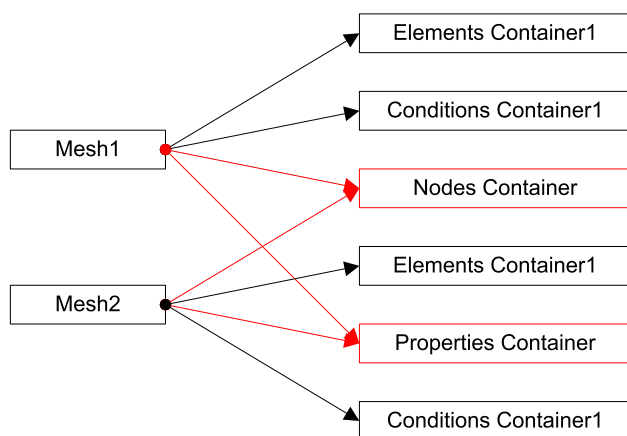 Elements Container1
Conditions Container1
Mesh1
Nodes Container
Elements Container1
Mesh2
Properties Container
Conditions Container1